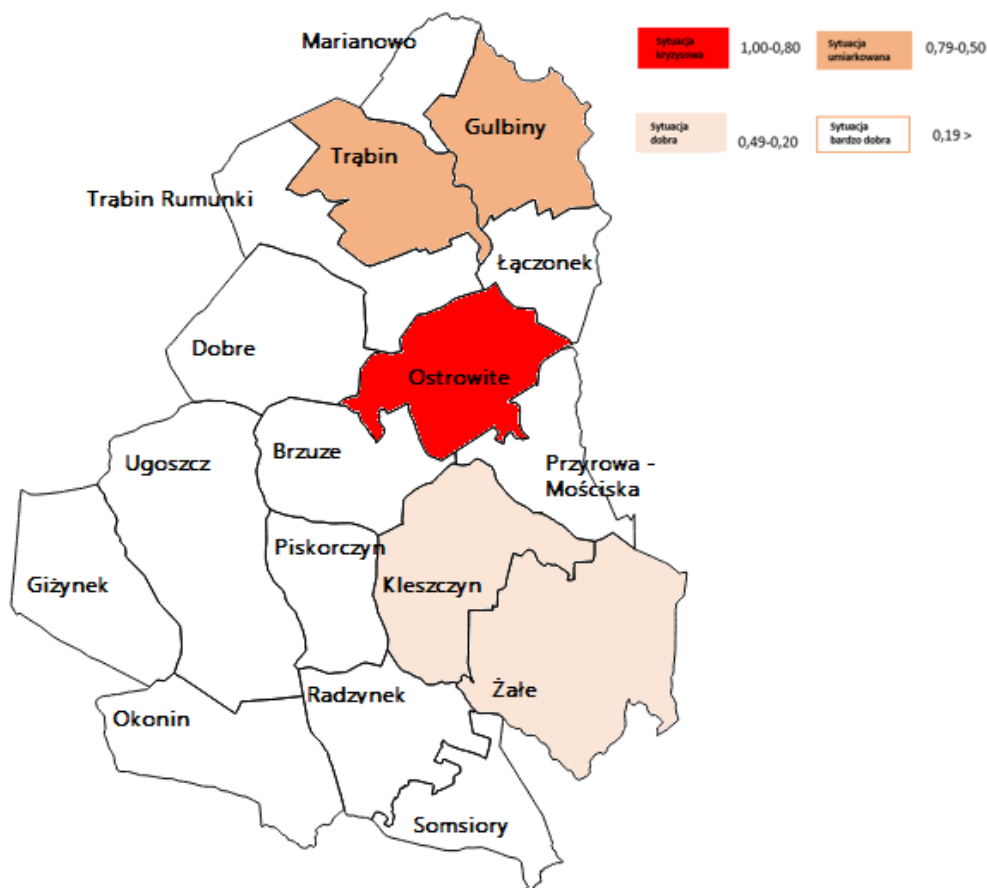 Marianowo
Sytuacja
kryzysowa
1,00-0,80
Sytuacja
umiarkowana
0,79-0,50
Sytuacja
dobra
0,49-0,20
Sytuacja
bardzo dobra
0,19 >
Gulbiny
Trąbin
Trąbin Rumunki
Łączonek
Dobre
Ostrowite
Brzuze
Ugoszcz
Przyrowa -
Mościska
Piskorczyn
Giżynek
Kleszczyn
Radzynek
Żałe
Okonin
Somsiory